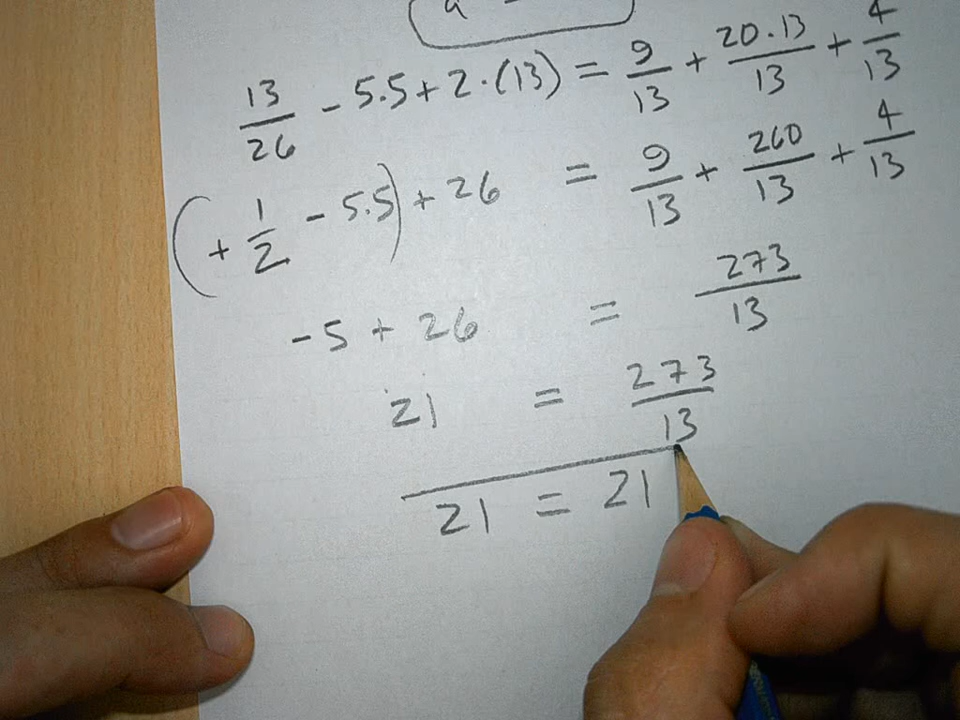 a =
13/26 - 5.5 + 2 · (13) = 9/13 + 20 · 13/13 + 4/13
(+ 1/2 - 5.5) + 26 = 9/13 + 260/13 + 4/13
-5 + 26 = 273/13
21 = 273/13
21 = 21